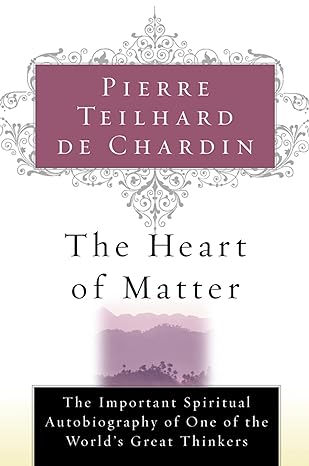 PIERRE
TEILHARD
DE CHARDIN
The Heart
of Matter
The Important Spiritual
Autobiography of One of the
World's Great Thinkers